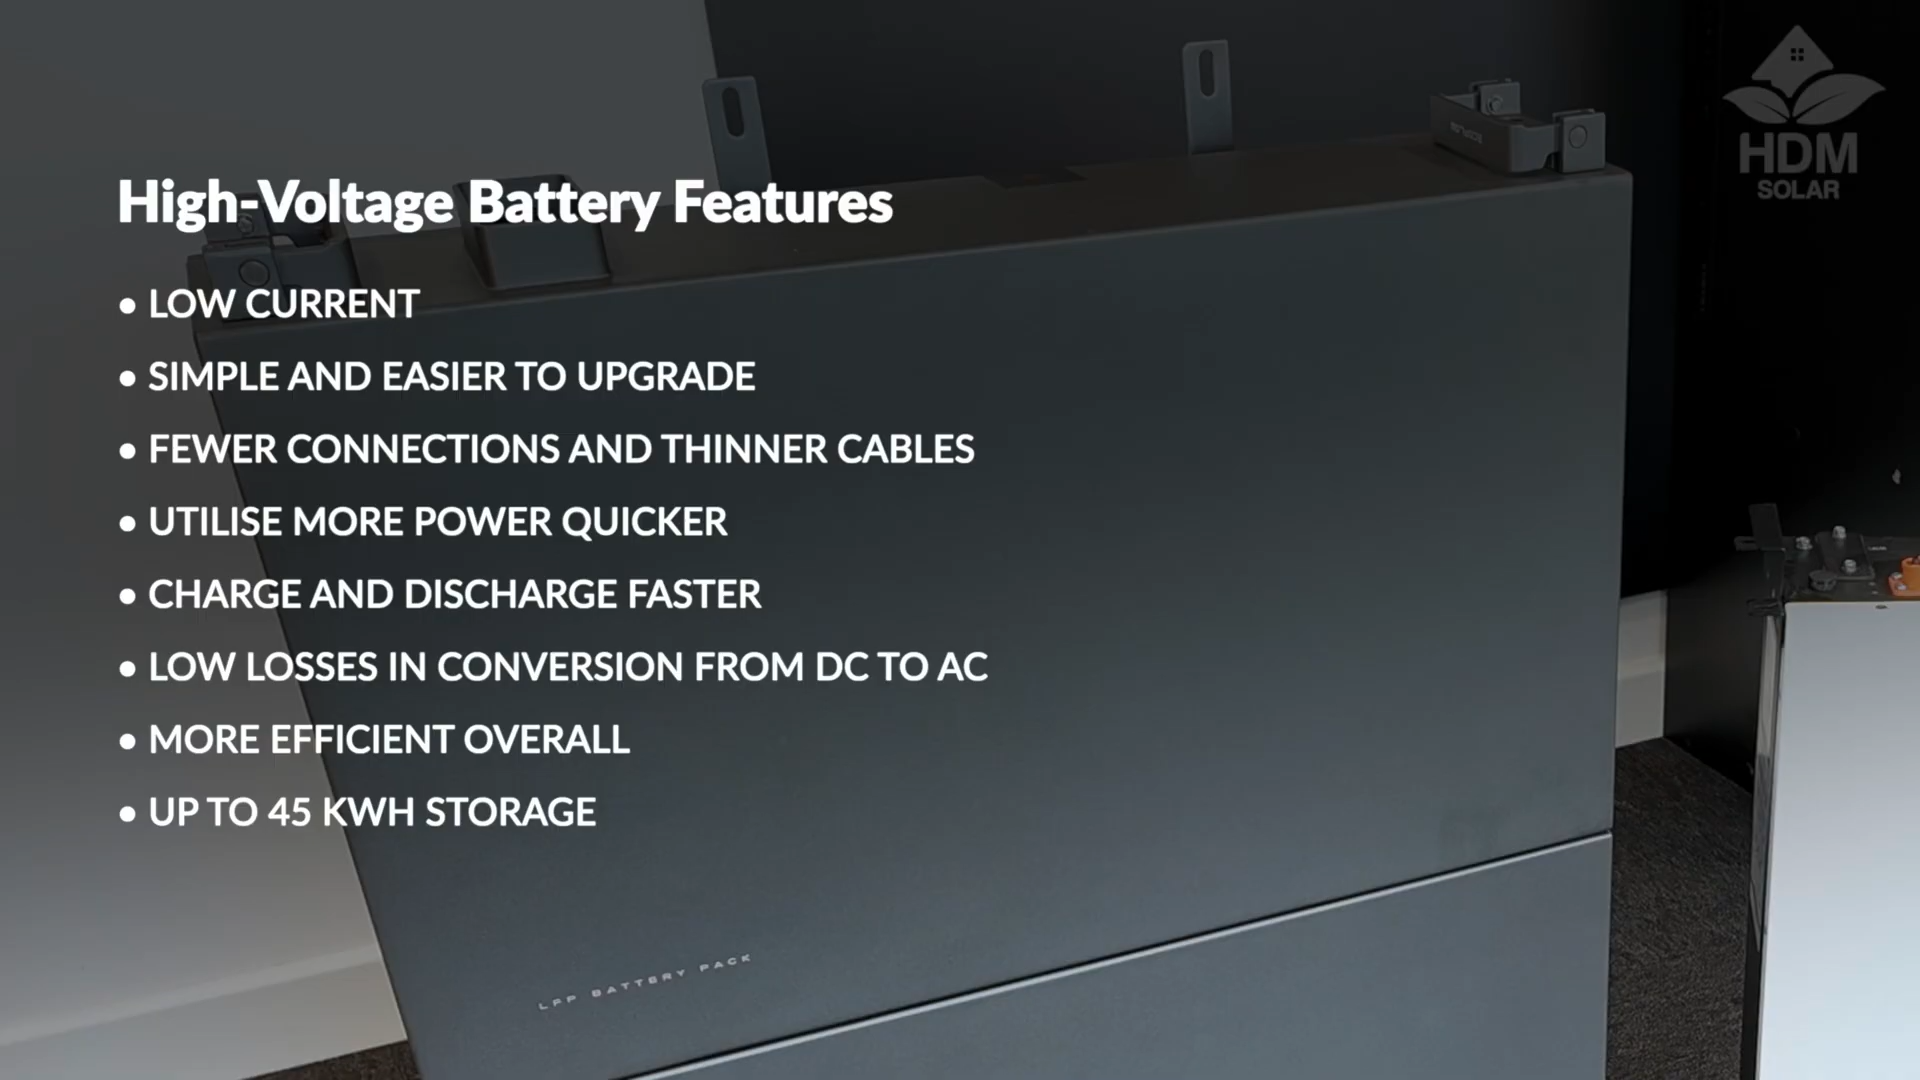 High-Voltage Battery Features
• LOW CURRENT
• SIMPLE AND EASIER TO UPGRADE
• FEWER CONNECTIONS AND THINNER CABLES
• UTILISE MORE POWER QUICKER
• CHARGE AND DISCHARGE FASTER
• LOW LOSSES IN CONVERSION FROM DC TO AC
• MORE EFFICIENT OVERALL
• UP TO 45 KWH STORAGE
HDM
SOLAR
BATTERY PACK